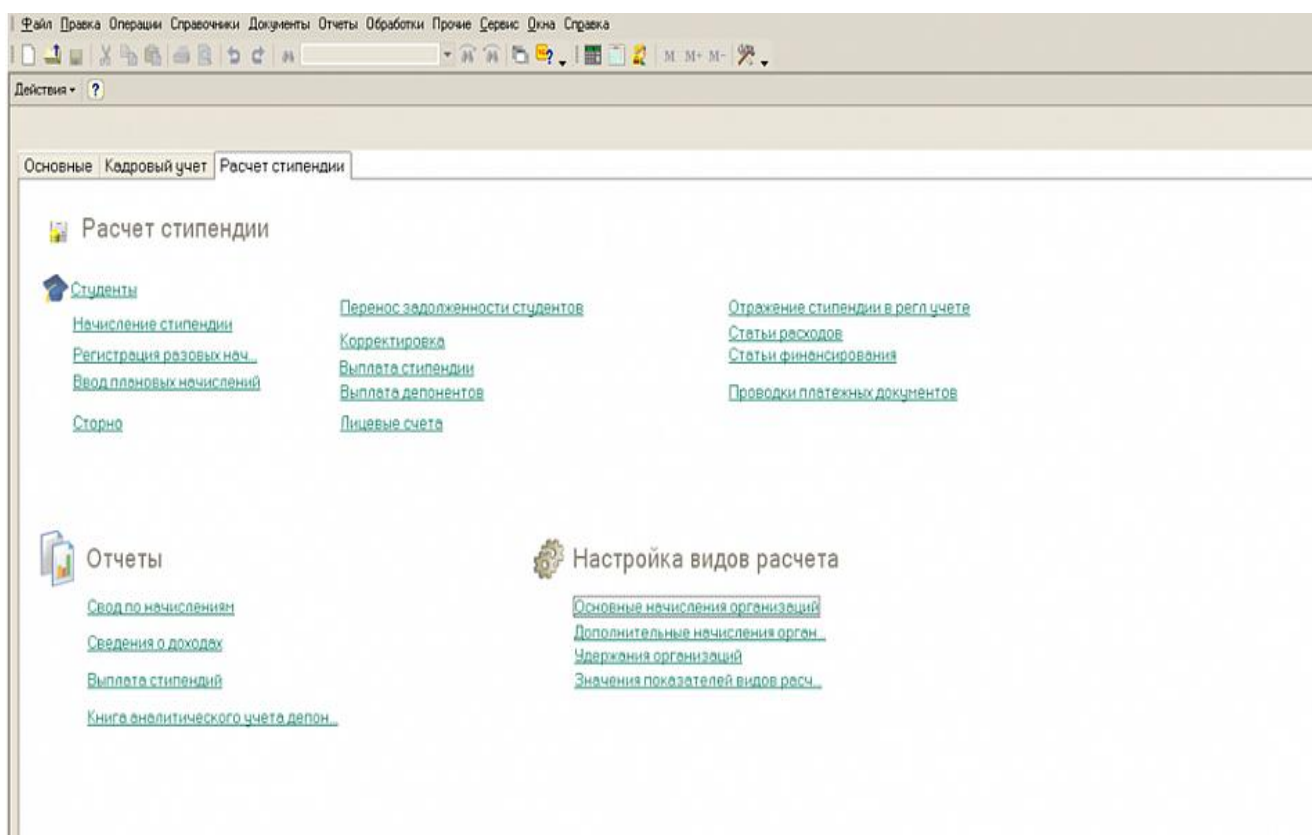 Файл Правка Операции Справочники Документы Отчеты Обработки Прочие Сервис Окна Справка
M M+ M-
Действия ?
Основные Кадровый учет Расчет стипендии
Расчет стипендии
Студенты
Начисление стипендии
Регистрация разовых нач...
Ввод плановых начислений
Сторно
Перенос задолженности студентов
Корректировка
Выплата стипендии
Выплата депонентов
Лицевые счета
Отражение стипендии в регл учете
Статьи расходов
Статьи финансирования
Проводки платежных документов
Отчеты
Свод по начислениям
Сведения о доходах
Выплата стипендий
Книга аналитического учета депон...
Настройка видов расчета
Основные начисления организаций
Дополнительные начисления орган...
Удержания организаций
Значения показателей видов расч...